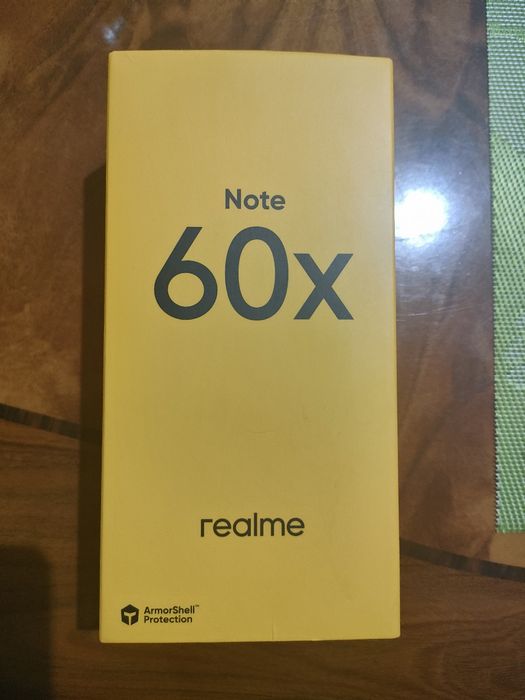 Note
60x
realme
ArmorShell™
Protection